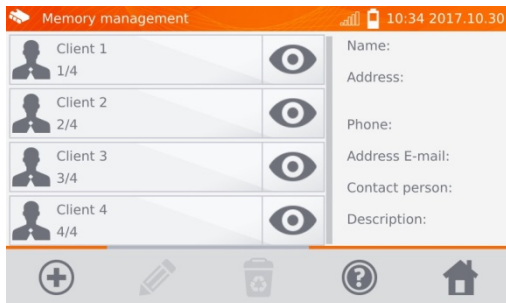 Memory management
10:34 2017.10.30
Client 1
1/4
Client 2
2/4
Client 3
3/4
Client 4
4/4
Name:
Address:
Phone:
Address E-mail:
Contact person:
Description: